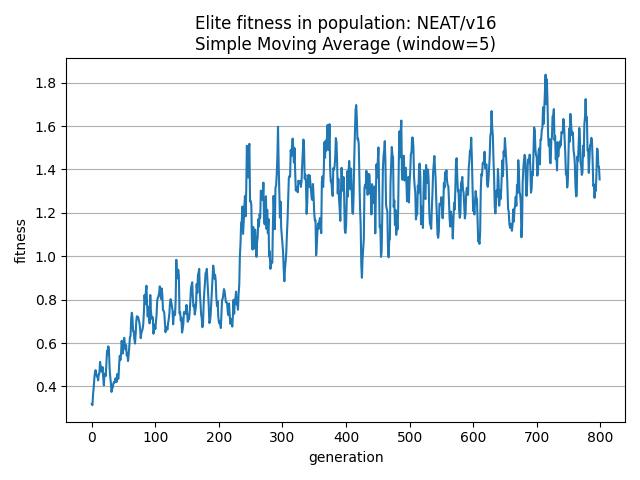 Elite fitness in population: NEAT/v16
Simple Moving Average (window=5)
fitness
1.8
1.6
1.4
1.2
1.0
0.8
0.6
0.4
0 100 200 300 400 500 600 700 800
generation